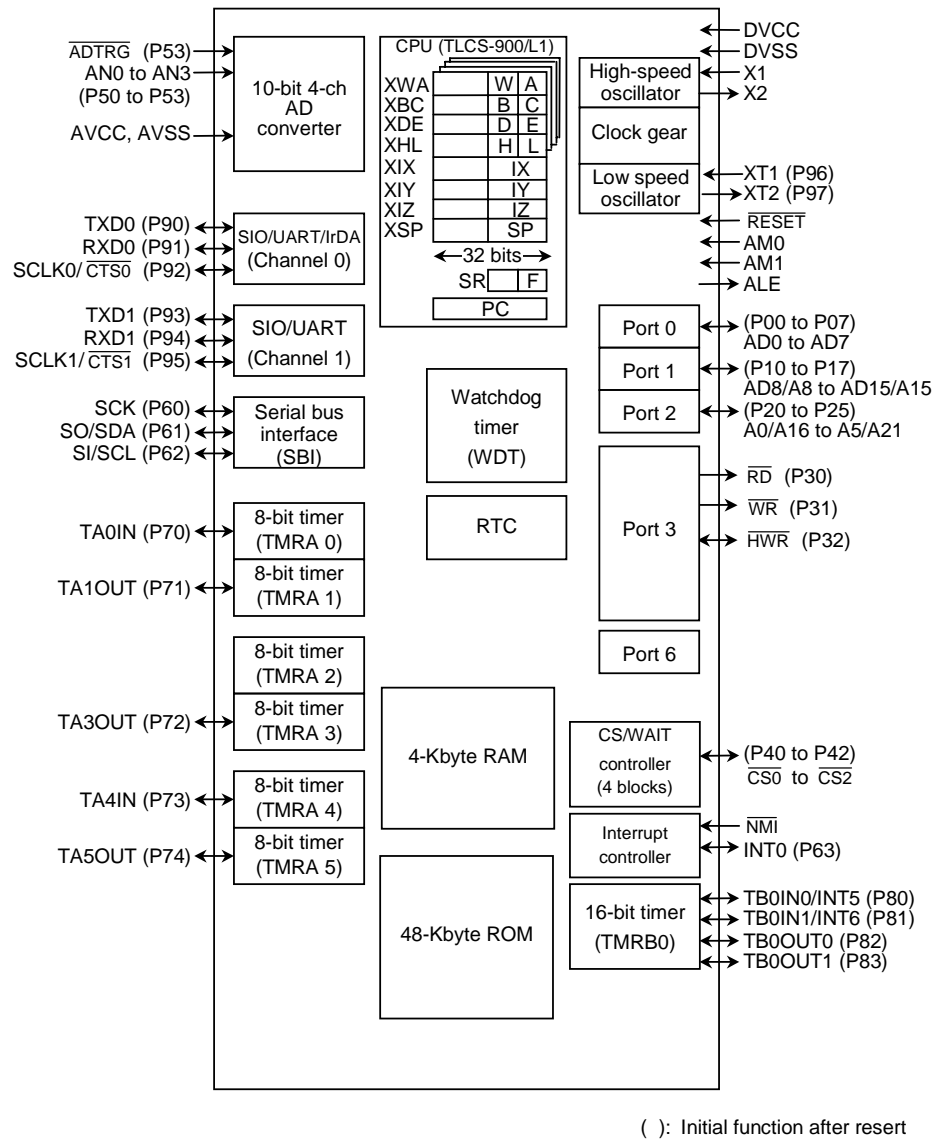 ADTRG (P53)
AN0 to AN3
(P50 to P53)
AVCC, AVSS
10-bit 4-ch
AD
converter
TXD0 (P90)
RXD0 (P91)
SCLK0/ CTS0 (P92)
SIO/UART/IrDA
(Channel 0)
TXD1 (P93)
RXD1 (P94)
SCLK1/ CTS1 (P95)
SIO/UART
(Channel 1)
SCK (P60)
SO/SDA (P61)
SI/SCL (P62)
Serial bus
interface
(SBI)
TA0IN (P70)
8-bit timer
(TMRA 0)
TA1OUT (P71)
8-bit timer
(TMRA 1)
8-bit timer
(TMRA 2)
TA3OUT (P72)
8-bit timer
(TMRA 3)
TA4IN (P73)
8-bit timer
(TMRA 4)
TA5OUT (P74)
8-bit timer
(TMRA 5)
CPU (TLCS-900/L1)
XWA W A
XBC B C
XDE D E
XHL H L
XIX IX
XIY IY
XIZ IZ
XSP SP
32 bits
SR F
PC
Watchdog
timer
(WDT)
RTC
4-Kbyte RAM
48-Kbyte ROM
DVCC
DVSS
High-speed
oscillator
X1
X2
Clock gear
Low speed
oscillator
XT1 (P96)
XT2 (P97)
RESET
AM0
AM1
ALE
Port 0
(P00 to P07)
AD0 to AD7
Port 1
(P10 to P17)
AD8/A8 to AD15/A15
Port 2
(P20 to P25)
A0/A16 to A5/A21
Port 3
RD (P30)
WR (P31)
HWR (P32)
Port 6
CS/WAIT
controller
(4 blocks)
(P40 to P42)
CS0 to CS2
Interrupt
controller
NMI
INT0 (P63)
16-bit timer
(TMRB0)
TB0IN0/INT5 (P80)
TB0IN1/INT6 (P81)
TB0OUT0 (P82)
TB0OUT1 (P83)
( ): Initial function after resert